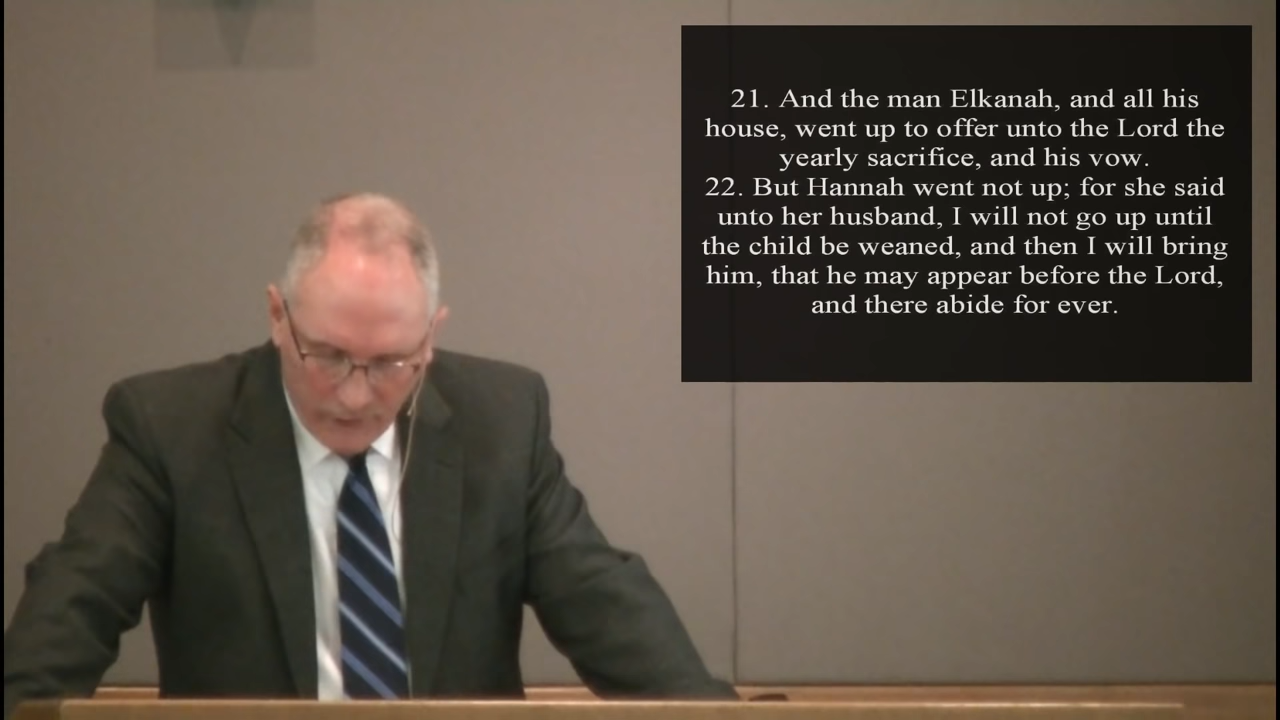 21. And the man Elkanah, and all his
house, went up to offer unto the Lord the
yearly sacrifice, and his vow.
22. But Hannah went not up; for she said
unto her husband, I will not go up until
the child be weaned, and then I will bring
him, that he may appear before the Lord,
and there abide for ever.